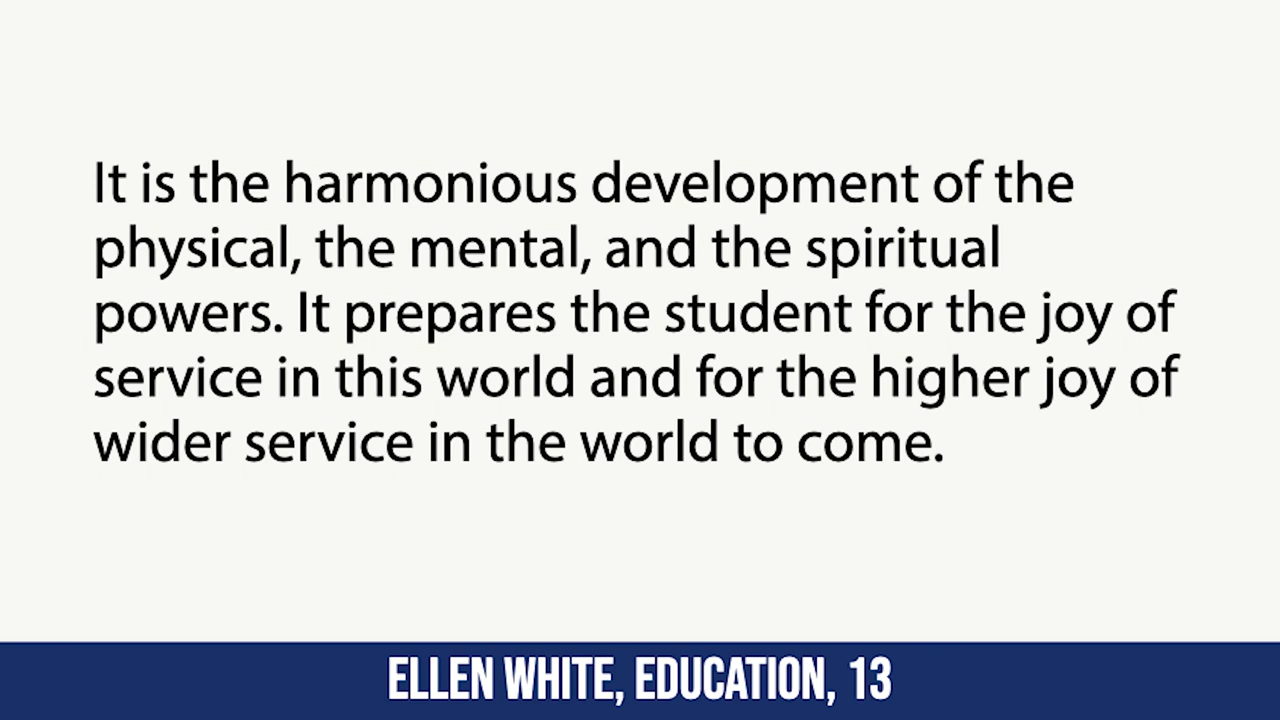 It is the harmonious development of the
physical, the mental, and the spiritual
powers. It prepares the student for the joy of
service in this world and for the higher joy of
wider service in the world to come.
ELLEN WHITE, EDUCATION, 13